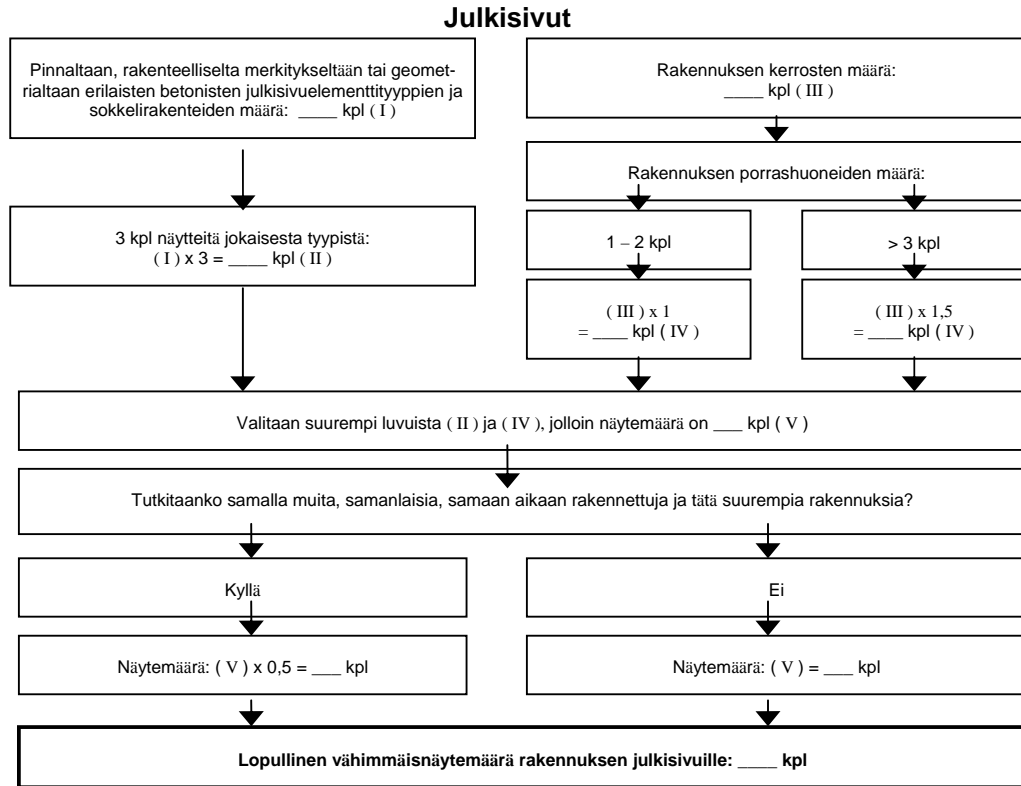 Julkisivut
Pinnaltaan, rakenteelliselta merkitykseltään tai geomet-
rialtaan erilaisten betonisten julkisivuelementtityyppien ja
sokkelirakenteiden määrä: ____ kpl ( I )
Rakennuksen kerrosten määrä:
____ kpl ( III )
Rakennuksen porrashuoneiden määrä:
3 kpl näytteitä jokaisesta tyypistä:
( I ) x 3 = ____ kpl ( II )
1 – 2 kpl
> 3 kpl
( III ) x 1
= ____ kpl ( IV )
( III ) x 1,5
= ____ kpl ( IV )
Valitaan suurempi luvuista ( II ) ja ( IV ), jolloin näytemäärä on ___ kpl ( V )
Tutkitaanko samalla muita, samanlaisia, samaan aikaan rakennettuja ja tätä suurempia rakennuksia?
Kyllä
Ei
Näytemäärä: ( V ) x 0,5 = ___ kpl
Näytemäärä: ( V ) = ___ kpl
Lopullinen vähimmäisnäytemäärä rakennuksen julkisivuille: ____ kpl